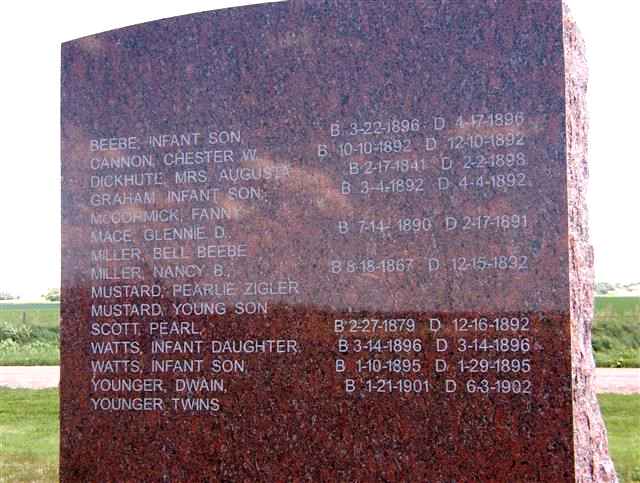 BEEBE, INFANT SON, B 3-22-1896 D 4-17-1896
CANNON, CHESTER W. B 10-10-1892 D 12-10-1892
DICKHUTE, MRS. AUGUSTA B 2-17-1841 D 2-2-1898
GRAHAM, INFANT SON, B 3-4-1892 D 4-4-1892
McCORMICK, FANNY
MACE, GLENNIE D. B 7-14-1890 D 2-17-1891
MILLER, BELL BEEBE
MILLER, NANCY B., B 8-18-1867 D 12-15-1892
MUSTARD, PEARLIE ZIGLER
MUSTARD, YOUNG SON
SCOTT, PEARL, B 2-27-1879 D 12-16-1892
WATTS, INFANT DAUGHTER, B 3-14-1896 D 3-14-1896
WATTS, INFANT SON, B 1-10-1895 D 1-29-1895
YOUNGER, DWAIN, B 1-21-1901 D 6-3-1902
YOUNGER TWINS